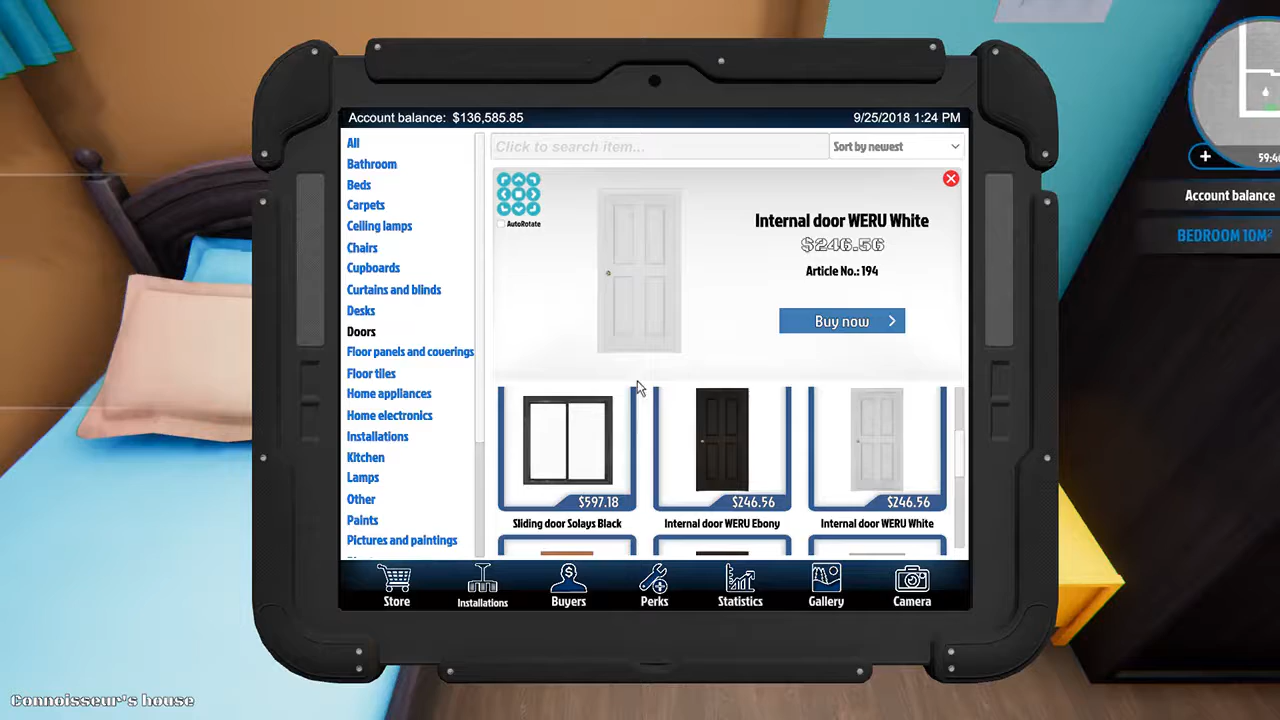 Account balance: $136,585.85
9/25/2018 1:24 PM
All
Bathroom
Beds
Carpets
Ceiling lamps
Chairs
Cupboards
Curtains and blinds
Desks
Doors
Floor panels and coverings
Floor tiles
Home appliances
Home electronics
Installations
Kitchen
Lamps
Other
Paints
Pictures and paintings
Click to search item...
Sort by newest
AutoRotate
Internal door WERU White
$246.56
Article No.: 194
Buy now
$597.18
$246.56
$246.56
Sliding door Solays Black
Internal door WERU Ebony
Internal door WERU White
Store
Installations
Buyers
Perks
Statistics
Gallery
Camera
Account balance
BEDROOM 10M²
Connoisseur's house